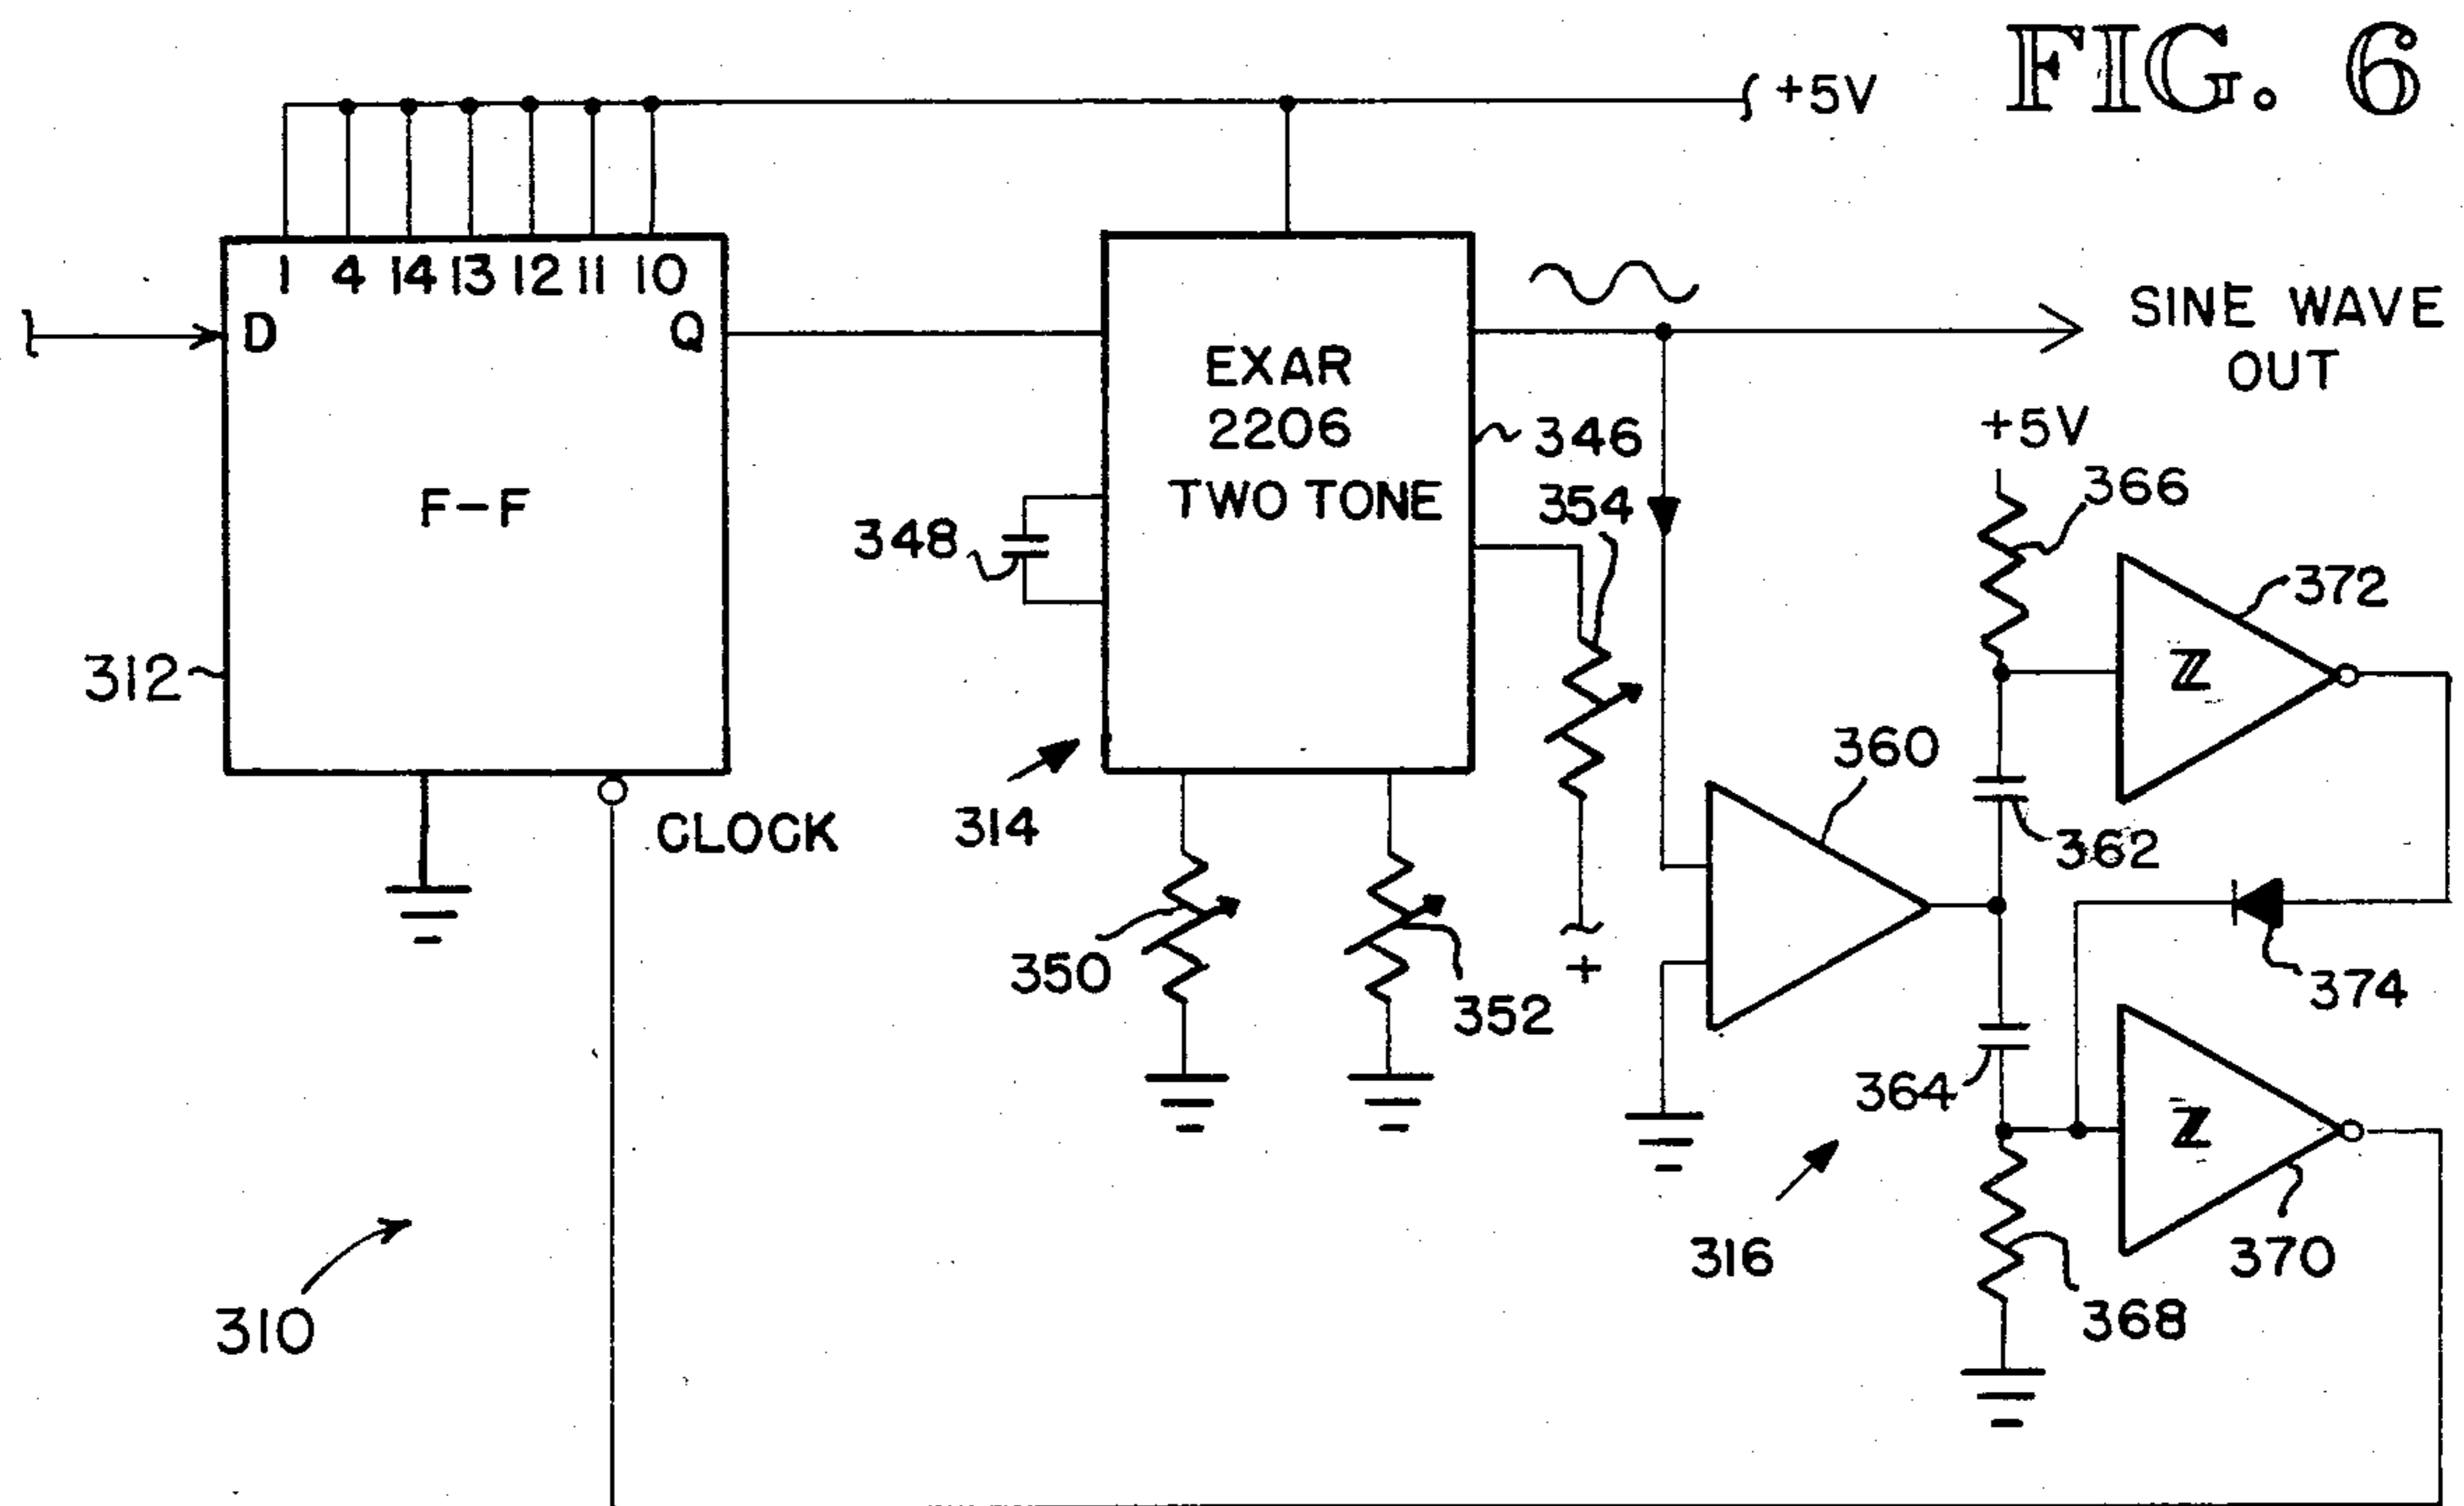 FIG. 6
+5V
1 4 14 13 12 11 10
D
Q
F-F
312
CLOCK
310
EXAR
2206
TWO TONE
346
348
314
350
352
354
+
SINE WAVE
OUT
+5V
366
372
Z
360
362
374
364
Z
316
370
368